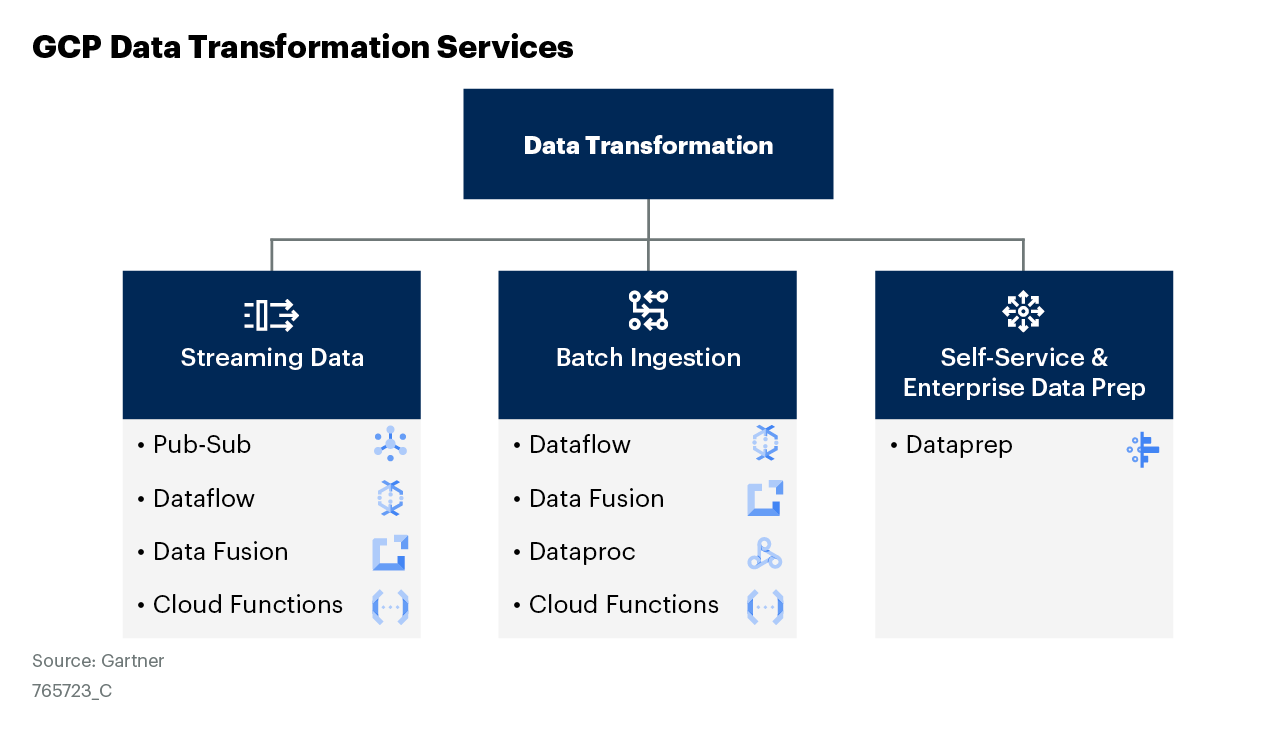 GCP Data Transformation Services
Data Transformation
Streaming Data
• Pub-Sub
• Dataflow
• Data Fusion
• Cloud Functions
Batch Ingestion
• Dataflow
• Data Fusion
• Dataproc
• Cloud Functions
Self-Service &
Enterprise Data Prep
• Dataprep
Source: Gartner
765723_C